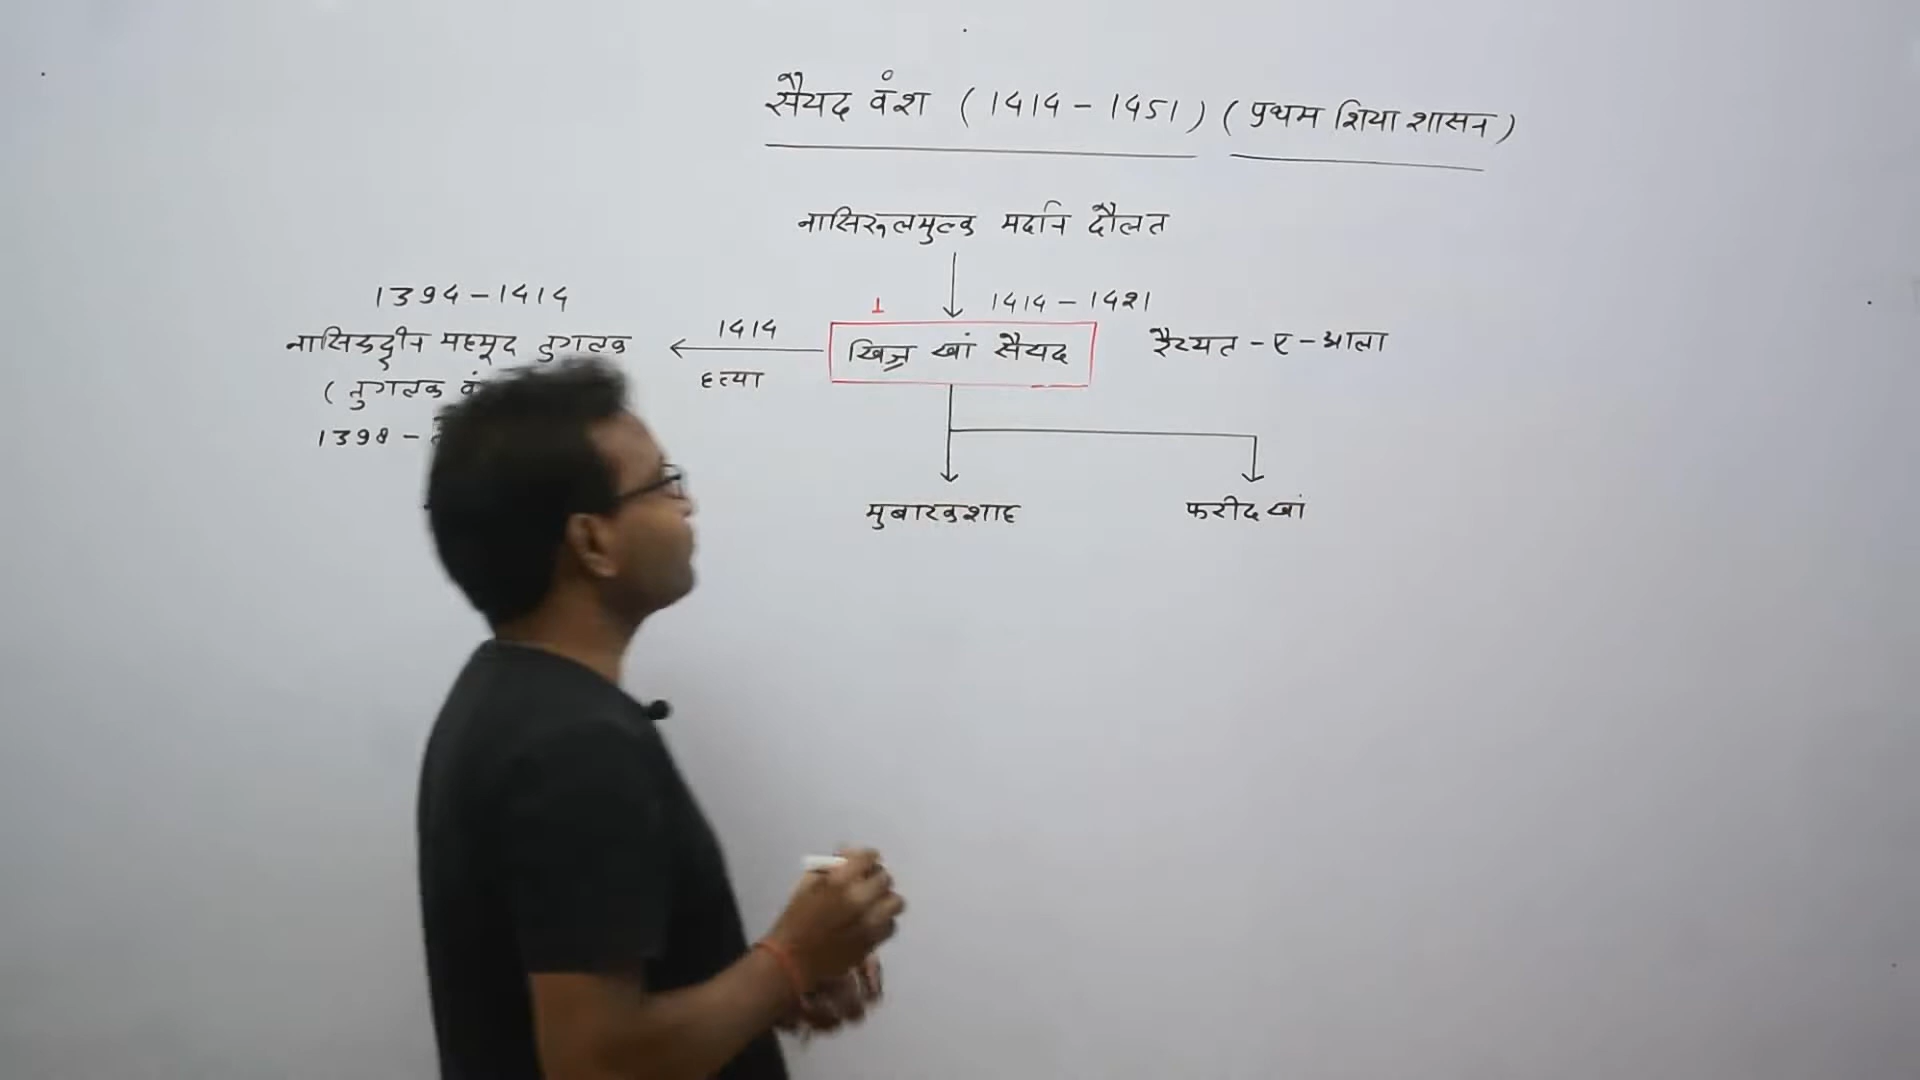 सैयद वंश (1414 - 1451) (प्रथम शिया शासन)
नासिरूलमुल्क मर्दान दौलत
1394 - 1414
1
1414 - 1421
नासिरुद्दीन महमूद तुगलक
1414
हत्या
खिज्र खां सैयद
रैय्यत - ए - आला
(तुगलक
1398 -
मुबारकशाह
फरीद खां